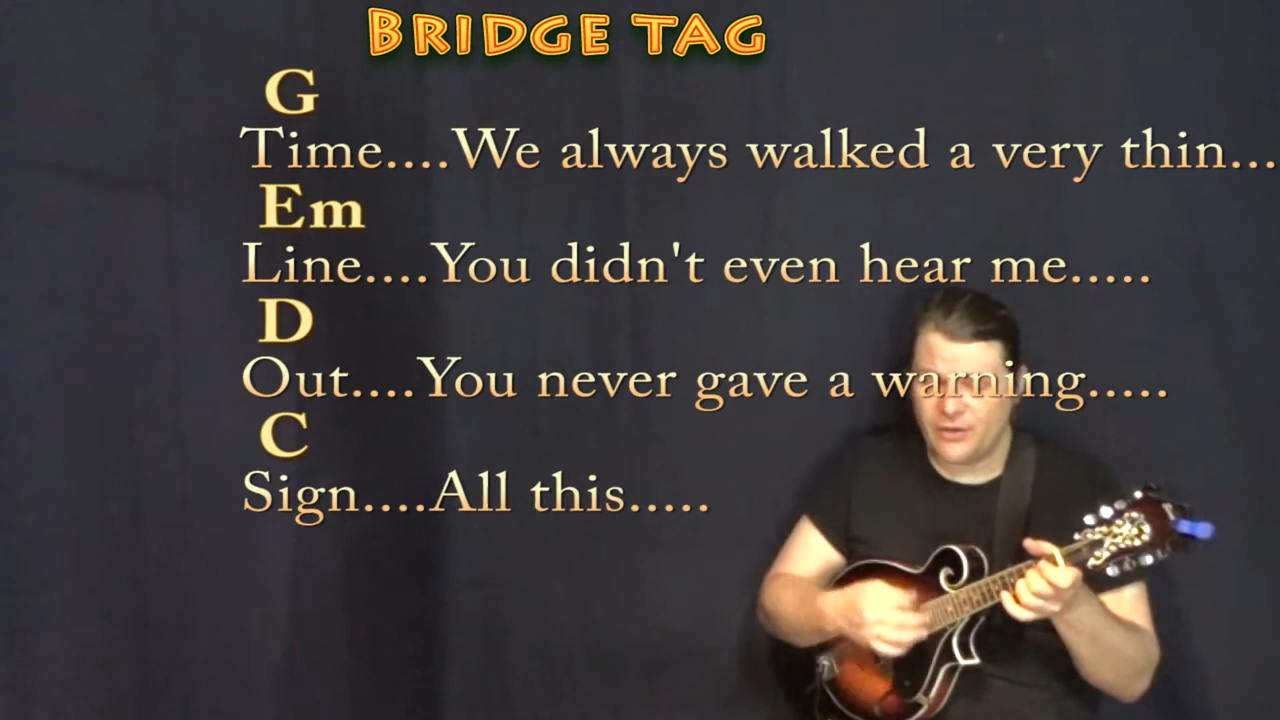 BRIDGE TAG
G
Time....We always walked a very thin...
Em
Line....You didn't even hear me.....
D
Out....You never gave a warning.....
C
Sign....All this.....